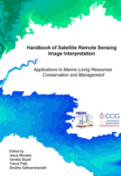 Handbook of Satellite Remote Sensing
Image Interpretation
Applications to Marine Living Resources
Conservation and Management
Edited by
Jesus Morales
Venetia Stuart
Trevor Platt
Shubha Sathyendranath